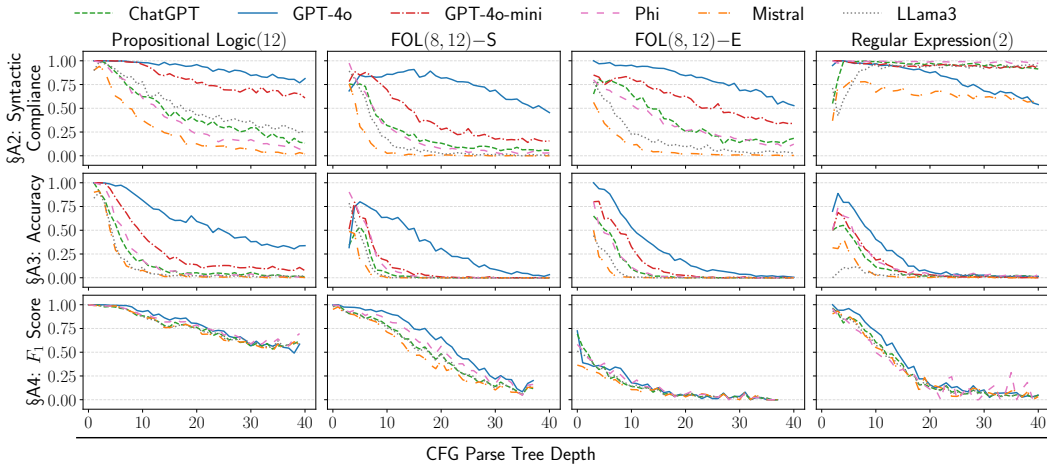 ChatGPT GPT-4o GPT-4o-mini Phi Mistral LLama3
Propositional Logic(12) FOL(8, 12)−S FOL(8, 12)−E Regular Expression(2)
§A2: Syntactic
Compliance
1.00
0.75
0.50
0.25
0.00
§A3: Accuracy
1.00
0.75
0.50
0.25
0.00
§A4: F1 Score
1.00
0.75
0.50
0.25
0.00
0 10 20 30 40 0 10 20 30 40 0 10 20 30 40 0 10 20 30 40
CFG Parse Tree Depth